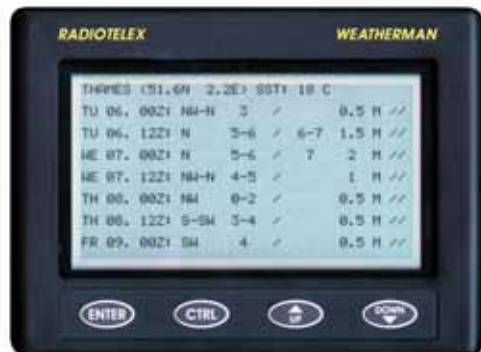 RADIOTELEX WEATHERMAN
THAMES (51.6N 2.2E) SST: 18 C
TU 06. 00Z: NW-N 3 / 0.5 M //
TU 06. 12Z: N 5-6 / 6-7 1.5 M //
WE 07. 00Z: N 5-6 / 7 2 M //
WE 07. 12Z: NW-N 4-5 / 1 M //
TH 08. 00Z: NW 0-2 / 0.5 M //
TH 08. 12Z: S-SW 3-4 / 0.5 M //
FR 09. 00Z: SW 4 / 0.5 M //
ENTER CTRL UP DOWN